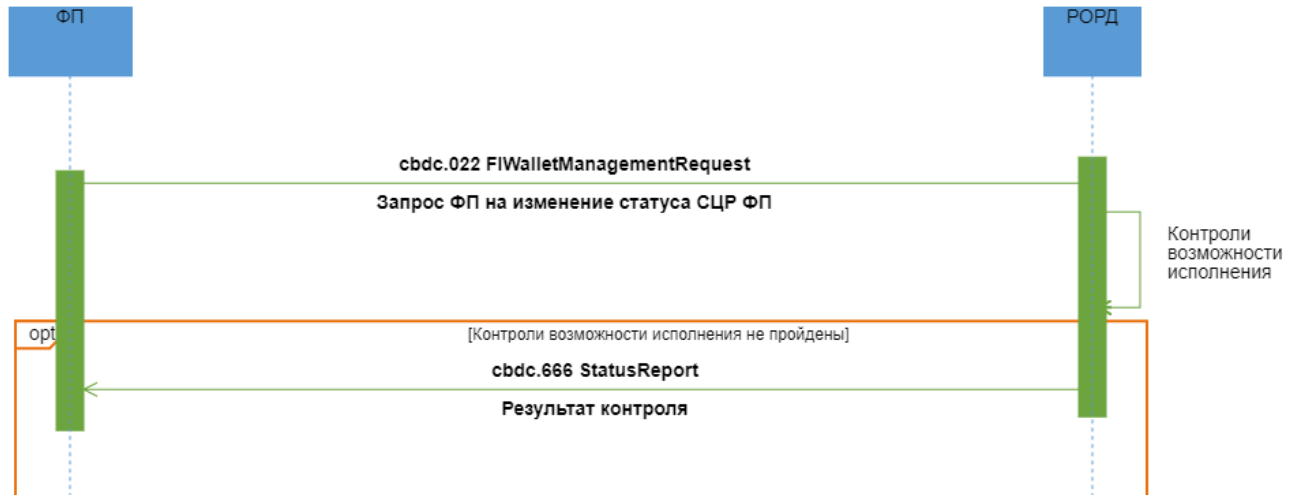 ФП
РОРД
cbdc.022 FIWalletManagementRequest
Запрос ФП на изменение статуса СЦР ФП
Контроли
возможности
исполнения
opt
[Контроли возможности исполнения не пройдены]
cbdc.666 StatusReport
Результат контроля